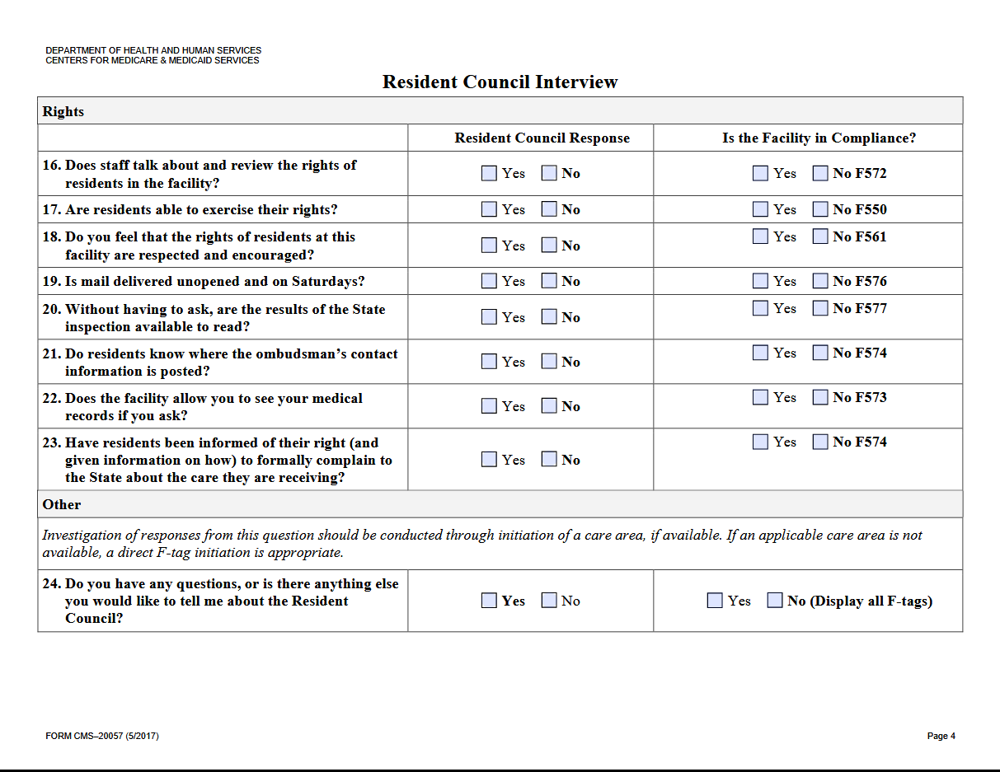 DEPARTMENT OF HEALTH AND HUMAN SERVICES
CENTERS FOR MEDICARE & MEDICAID SERVICES
Resident Council Interview
Rights
Resident Council Response Is the Facility in Compliance?
16. Does staff talk about and review the rights of
residents in the facility?
Yes No Yes No F572
17. Are residents able to exercise their rights? Yes No Yes No F550
18. Do you feel that the rights of residents at this
facility are respected and encouraged?
Yes No Yes No F561
19. Is mail delivered unopened and on Saturdays? Yes No Yes No F576
20. Without having to ask, are the results of the State
inspection available to read?
Yes No Yes No F577
21. Do residents know where the ombudsman’s contact
information is posted?
Yes No Yes No F574
22. Does the facility allow you to see your medical
records if you ask?
Yes No Yes No F573
23. Have residents been informed of their right (and
given information on how) to formally complain to
the State about the care they are receiving?
Yes No Yes No F574
Other
Investigation of responses from this question should be conducted through initiation of a care area, if available. If an applicable care area is not
available, a direct F-tag initiation is appropriate.
24. Do you have any questions, or is there anything else
you would like to tell me about the Resident
Council?
Yes No Yes No (Display all F-tags)
FORM CMS–20057 (5/2017) Page 4